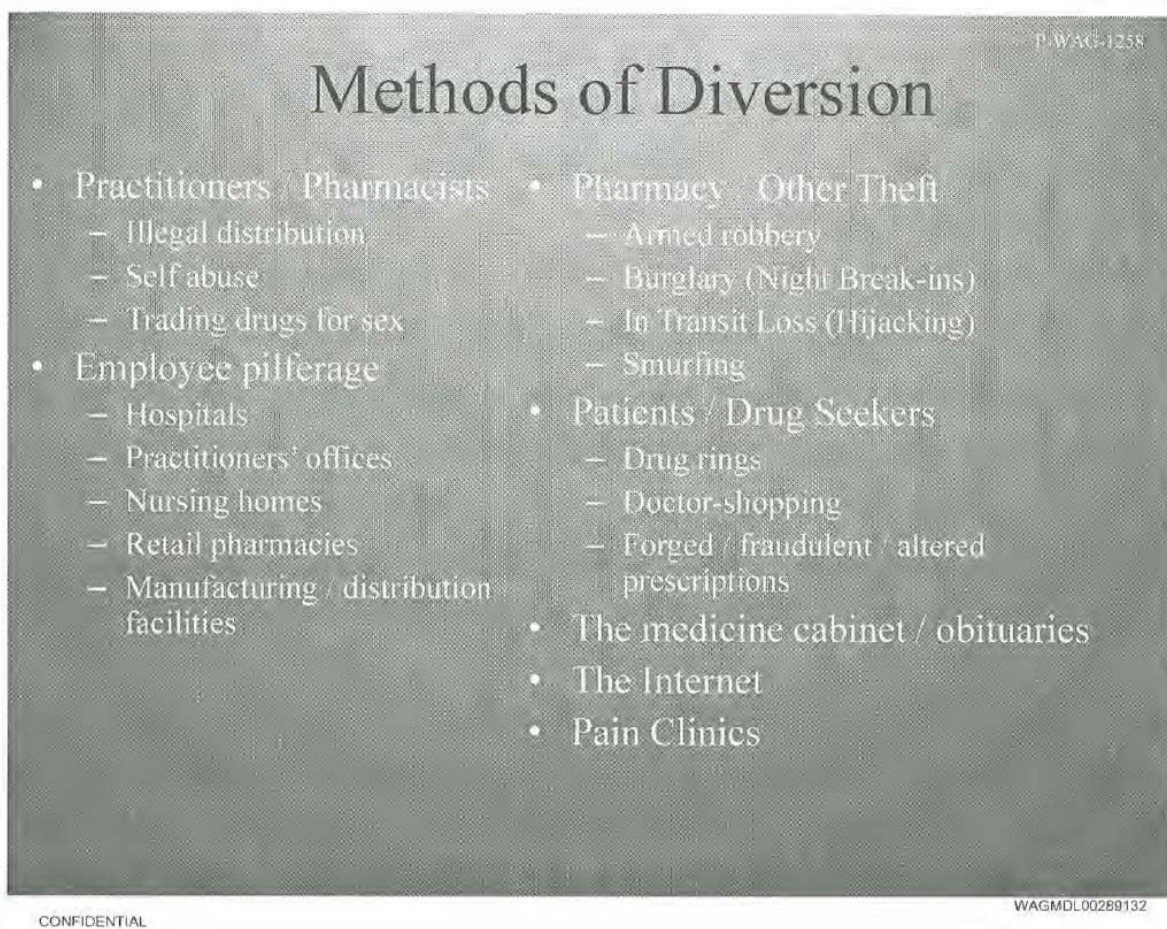 P-WAG-1258
Methods of Diversion
• Practitioners / Pharmacists
– Illegal distribution
– Self abuse
– Trading drugs for sex
• Employee pilferage
– Hospitals
– Practitioners' offices
– Nursing homes
– Retail pharmacies
– Manufacturing / distribution
facilities
• Pharmacy / Other Theft
– Armed robbery
– Burglary (Night Break-ins)
– In Transit Loss (Hijacking)
– Smurfing
• Patients / Drug Seekers
– Drug rings
– Doctor-shopping
– Forged / fraudulent / altered
prescriptions
• The medicine cabinet / obituaries
• The Internet
• Pain Clinics
CONFIDENTIAL
WAGMDL00289132